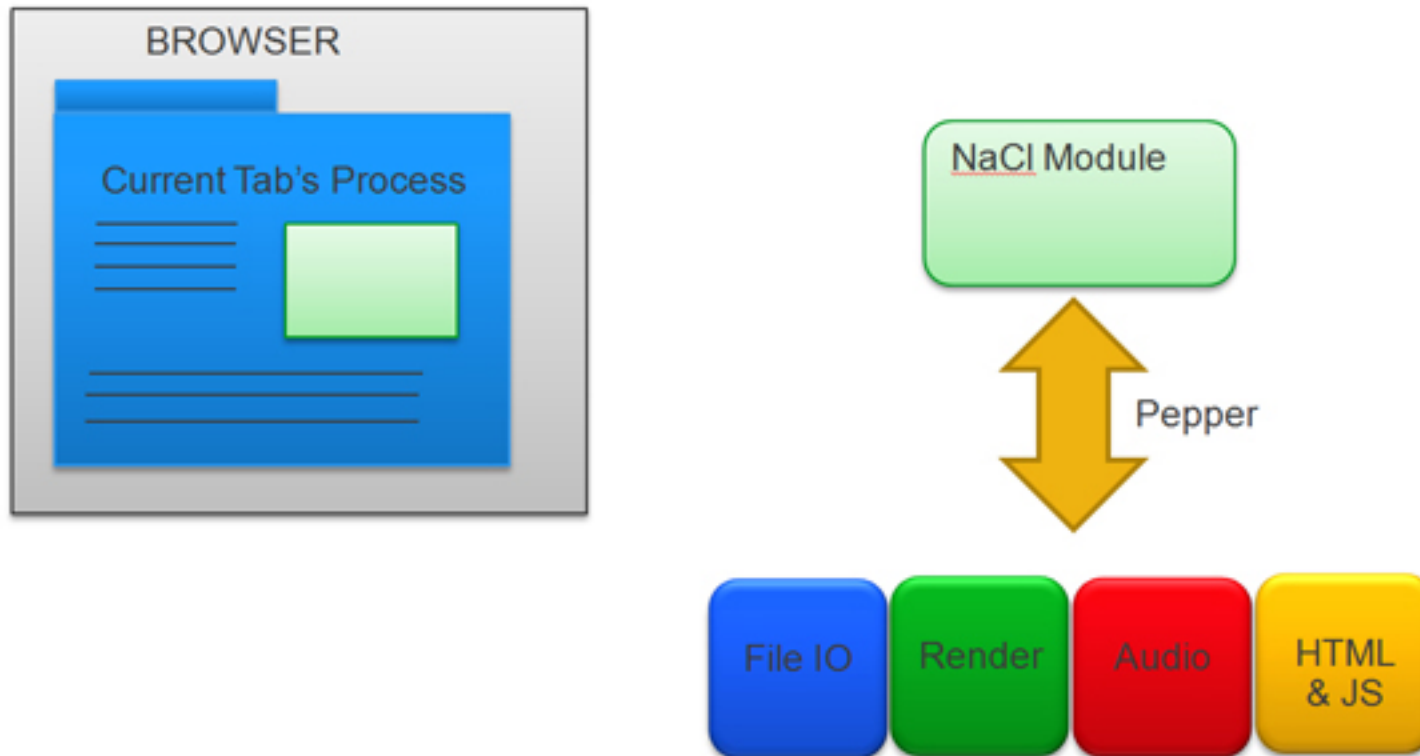 BROWSER
Current Tab's Process
NaCl Module
Pepper
File IO
Render
Audio
HTML
& JS